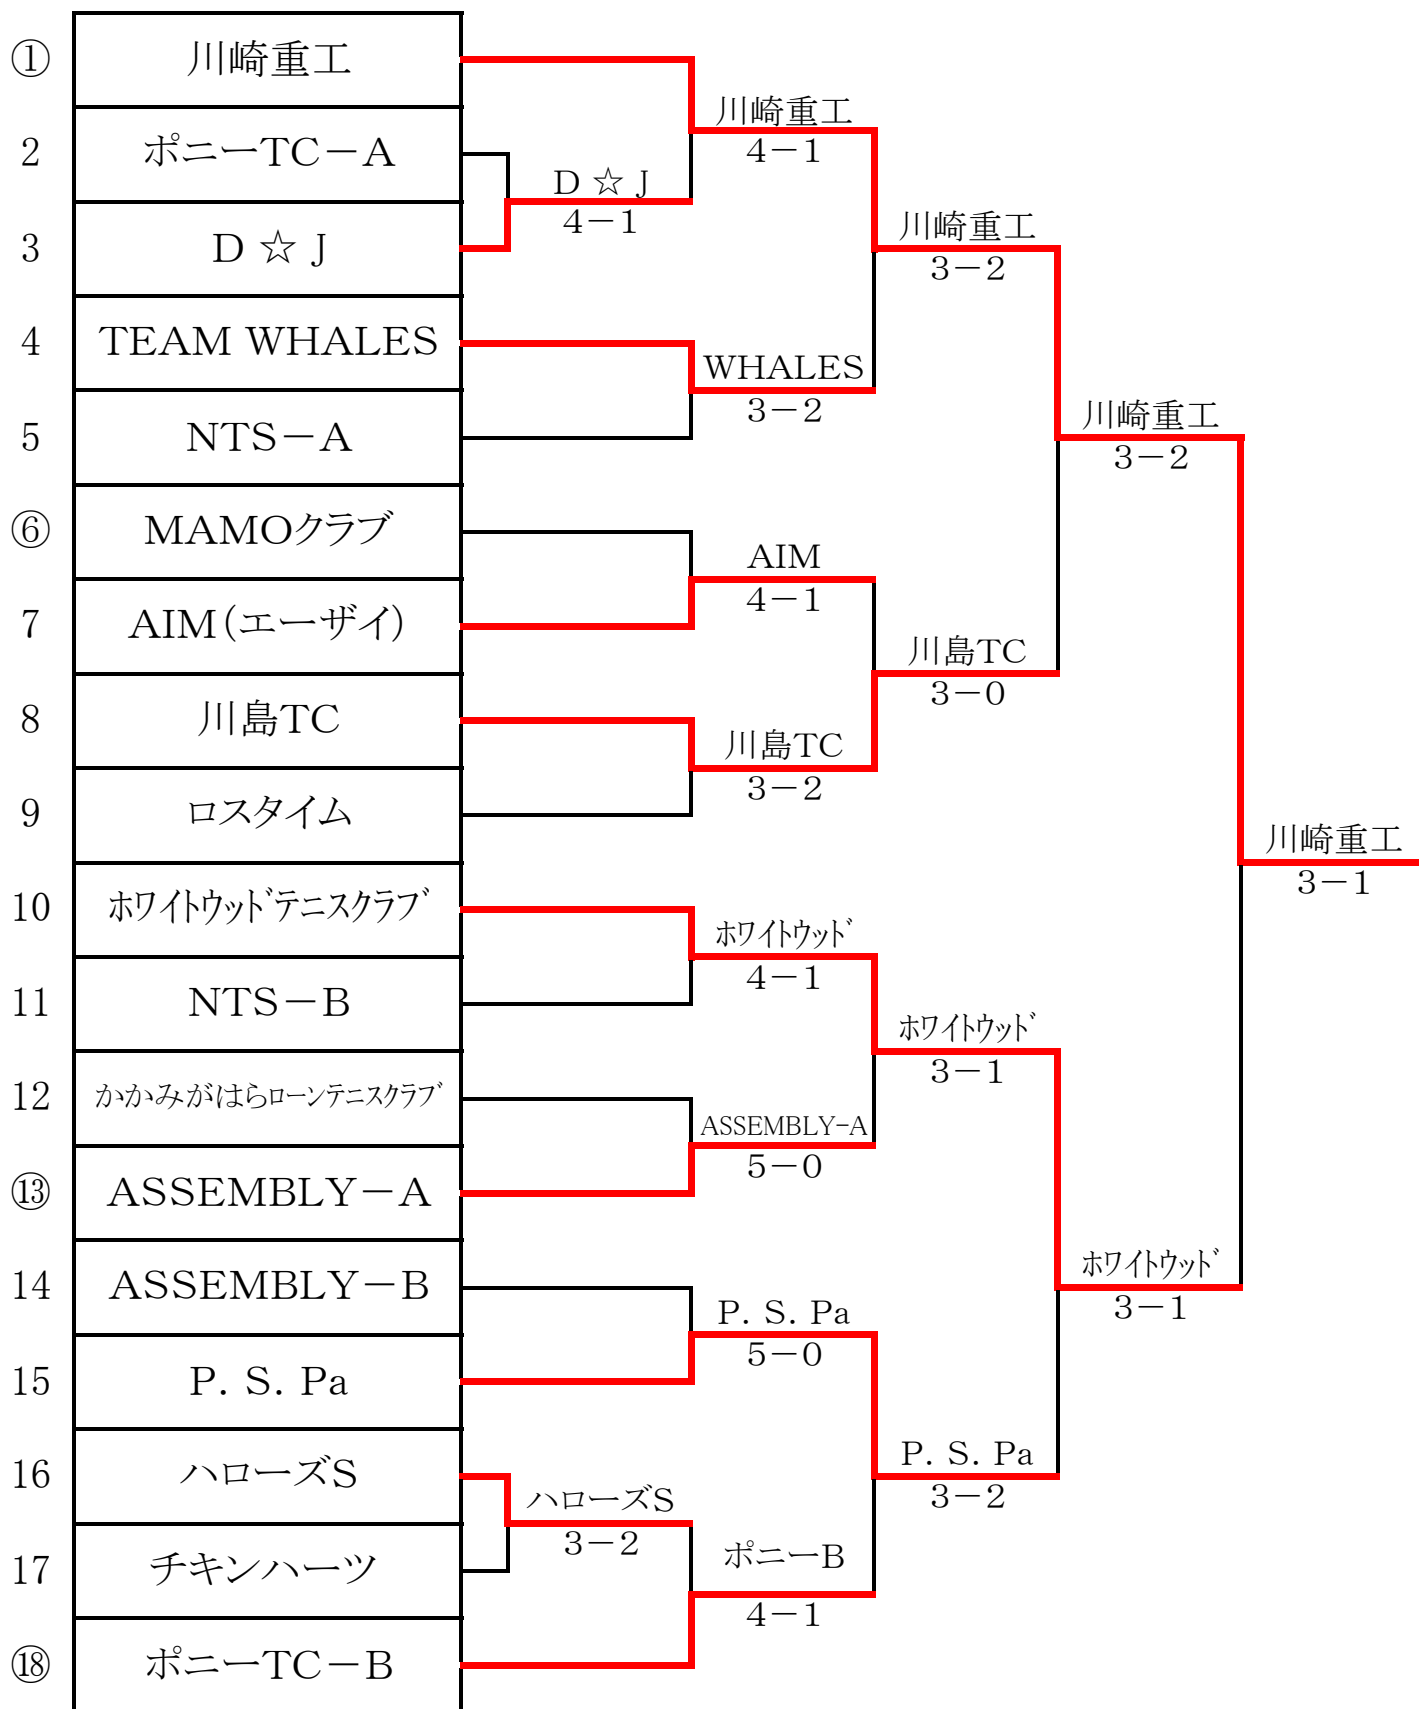 ① 川崎重工
2 ポニーTC－A
3 D ☆ J
4 TEAM WHALES
5 NTS－A
⑥ MAMOクラブ
7 AIM(エーザイ)
8 川島TC
9 ロスタイム
10 ホワイトウッドテニスクラブ
11 NTS－B
12 かかみがはらローンテニスクラブ
⑬ ASSEMBLY－A
14 ASSEMBLY－B
15 P．S．Pa
16 ハローズS
17 チキンハーツ
⑱ ポニーTC－B
D ☆ J
4－1
ハローズS
3－2
川崎重工
4－1
WHALES
3－2
AIM
4－1
川島TC
3－2
ホワイトウッド
4－1
ASSEMBLY-A
5－0
P．S．Pa
5－0
ポニーB
4－1
川崎重工
3－2
川島TC
3－0
ホワイトウッド
3－1
P．S．Pa
3－2
川崎重工
3－2
ホワイトウッド
3－1
川崎重工
3－1